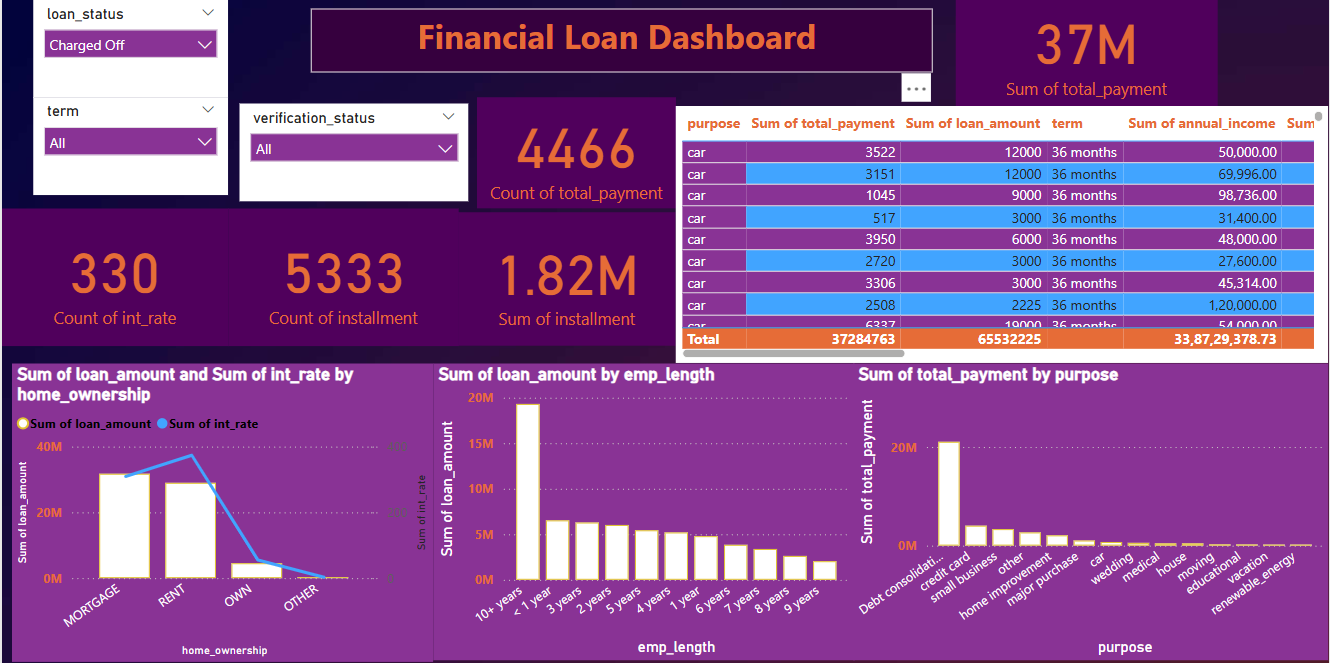 loan_status
Charged Off
term
All
verification_status
All
Financial Loan Dashboard
37M
Sum of total_payment
4466
Count of total_payment
330
Count of int_rate
5333
Count of installment
1.82M
Sum of installment
purpose Sum of total_payment Sum of loan_amount term Sum of annual_income Sum
car 3522 12000 36 months 50,000.00
car 3151 12000 36 months 69,996.00
car 1045 9000 36 months 98,736.00
car 517 3000 36 months 31,400.00
car 3950 6000 36 months 48,000.00
car 2720 3000 36 months 27,600.00
car 3306 3000 36 months 45,314.00
car 2508 2225 36 months 1,20,000.00
car 6337 19000 36 months 54,000.00
Total 37284763 65532225 33,87,29,378.73
Sum of loan_amount and Sum of int_rate by
home_ownership
Sum of loan_amount Sum of int_rate
Sum of loan_amount
40M
20M
0M
400
200
0
Sum of int_rate
MORTGAGE
RENT
OWN
OTHER
home_ownership
Sum of loan_amount by emp_length
Sum of loan_amount
20M
15M
10M
5M
0M
10+ years
< 1 year
3 years
2 years
5 years
4 years
1 year
6 years
7 years
8 years
9 years
emp_length
Sum of total_payment by purpose
Sum of total_payment
20M
0M
Debt consolidati...
credit card
small business
other
home improvement
major purchase
car
wedding
medical
house
moving
educational
vacation
renewable_energy
purpose